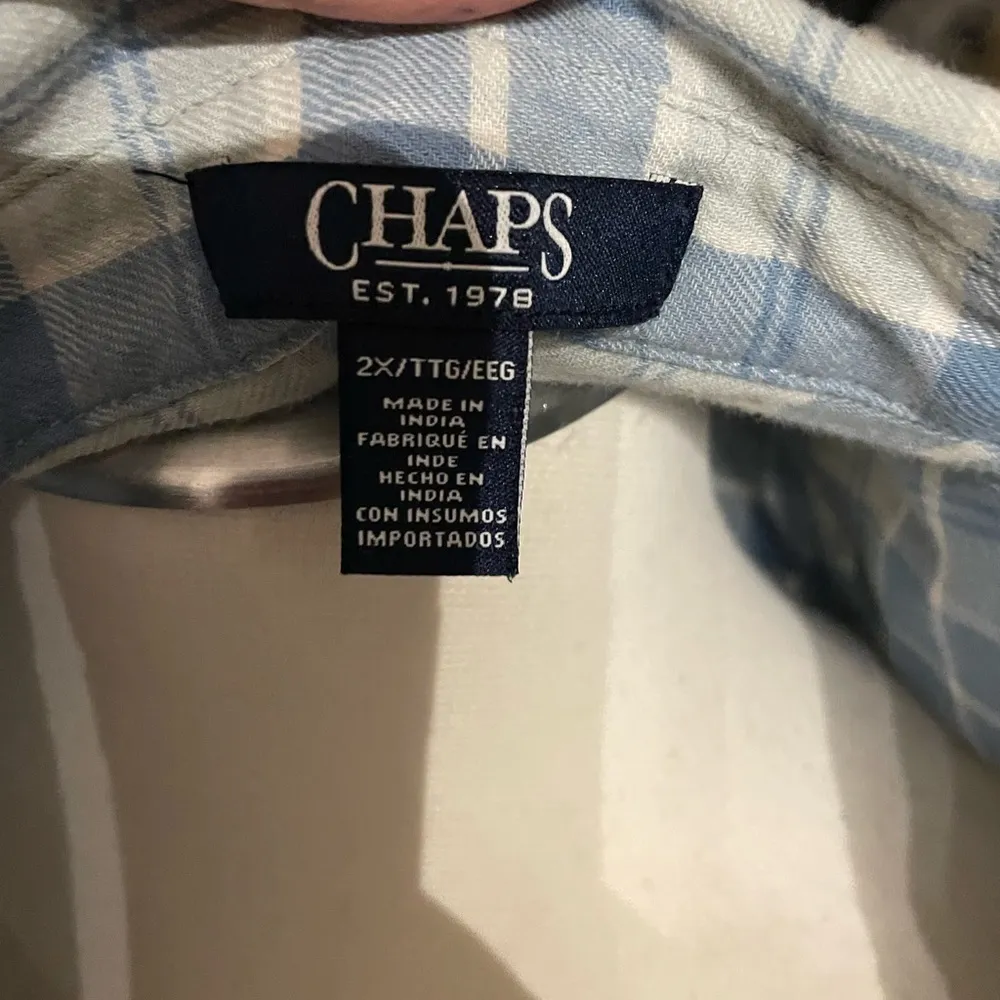 CHAPS
EST. 1978
2X/TTG/EEG
MADE IN
INDIA
FABRIQUÉ EN
INDE
HECHO EN
INDIA
CON INSUMOS
IMPORTADOS